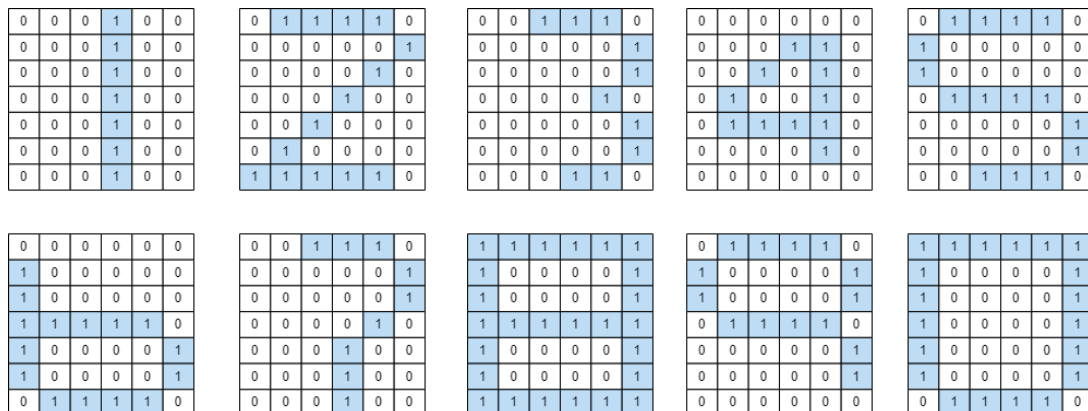 0 0 0 1 0 0 0 1 1 1 1 0 0 0 1 1 1 0 0 0 0 0 0 0 0 1 1 1 1 0
0 0 0 1 0 0 0 0 0 0 0 1 0 0 0 0 0 1 0 0 0 1 1 0 1 0 0 0 0 0
0 0 0 1 0 0 0 0 0 0 1 0 0 0 0 0 0 1 0 0 1 0 1 0 1 0 0 0 0 0
0 0 0 1 0 0 0 0 0 1 0 0 0 0 0 0 1 0 0 1 0 0 1 0 0 1 1 1 1 0
0 0 0 1 0 0 0 0 1 0 0 0 0 0 0 0 0 1 0 1 1 1 1 0 0 0 0 0 0 1
0 0 0 1 0 0 0 1 0 0 0 0 0 0 0 0 0 1 0 0 0 0 1 0 0 0 0 0 0 1
0 0 0 1 0 0 1 1 1 1 1 0 0 0 0 1 1 0 0 0 0 0 0 0 0 0 1 1 1 0
0 0 0 0 0 0 0 0 1 1 1 0 1 1 1 1 1 1 0 1 1 1 1 0 1 1 1 1 1 1
1 0 0 0 0 0 0 0 0 0 0 1 1 0 0 0 0 1 1 0 0 0 0 1 1 0 0 0 0 1
1 0 0 0 0 0 0 0 0 0 0 1 1 0 0 0 0 1 1 0 0 0 0 1 1 0 0 0 0 1
1 1 1 1 1 0 0 0 0 0 1 0 1 1 1 1 1 1 0 1 1 1 1 0 1 0 0 0 0 1
1 0 0 0 0 1 0 0 0 1 0 0 1 0 0 0 0 1 0 0 0 0 0 1 1 0 0 0 0 1
1 0 0 0 0 1 0 0 0 1 0 0 1 0 0 0 0 1 0 0 0 0 0 1 1 0 0 0 0 1
0 1 1 1 1 0 0 0 0 1 0 0 1 1 1 1 1 1 0 0 0 0 0 0 1 1 1 1 1 1